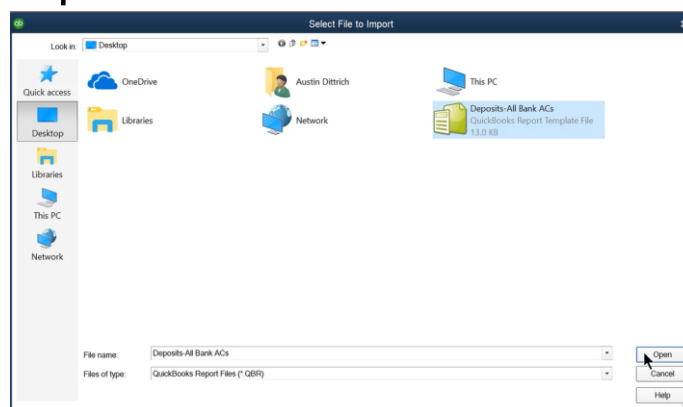 Select File to Import
Look in: Desktop
Quick access
Desktop
Libraries
This PC
Network
OneDrive
Austin Dittrich
This PC
Libraries
Network
Deposits-All Bank ACs
QuickBooks Report Template File
13.0 KB
File name: Deposits-All Bank ACs
Open
Files of type: QuickBooks Report Files (*.QBR)
Cancel
Help